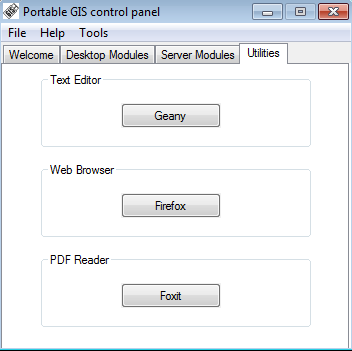 Portable GIS control panel
File Help Tools
Welcome Desktop Modules Server Modules Utilities
Text Editor
Geany
Web Browser
Firefox
PDF Reader
Foxit